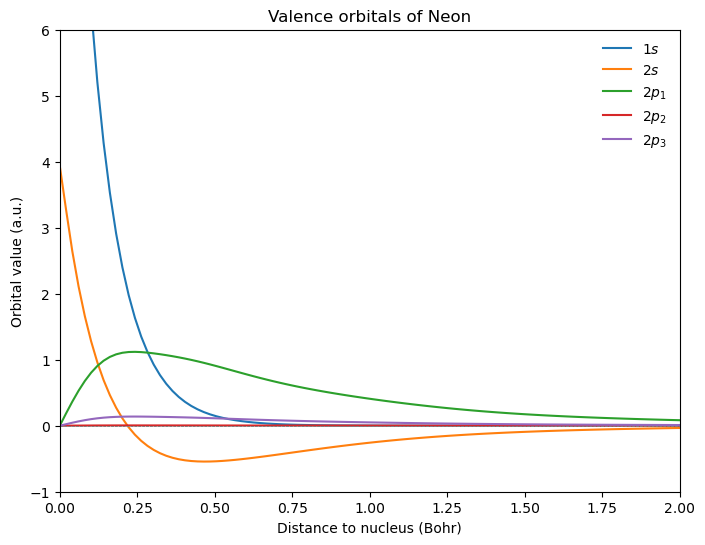 Valence orbitals of Neon
6
5
4
3
2
1
0
−1
Orbital value (a.u.)
1s
2s
2p₁
2p₂
2p₃
0.00 0.25 0.50 0.75 1.00 1.25 1.50 1.75 2.00
Distance to nucleus (Bohr)